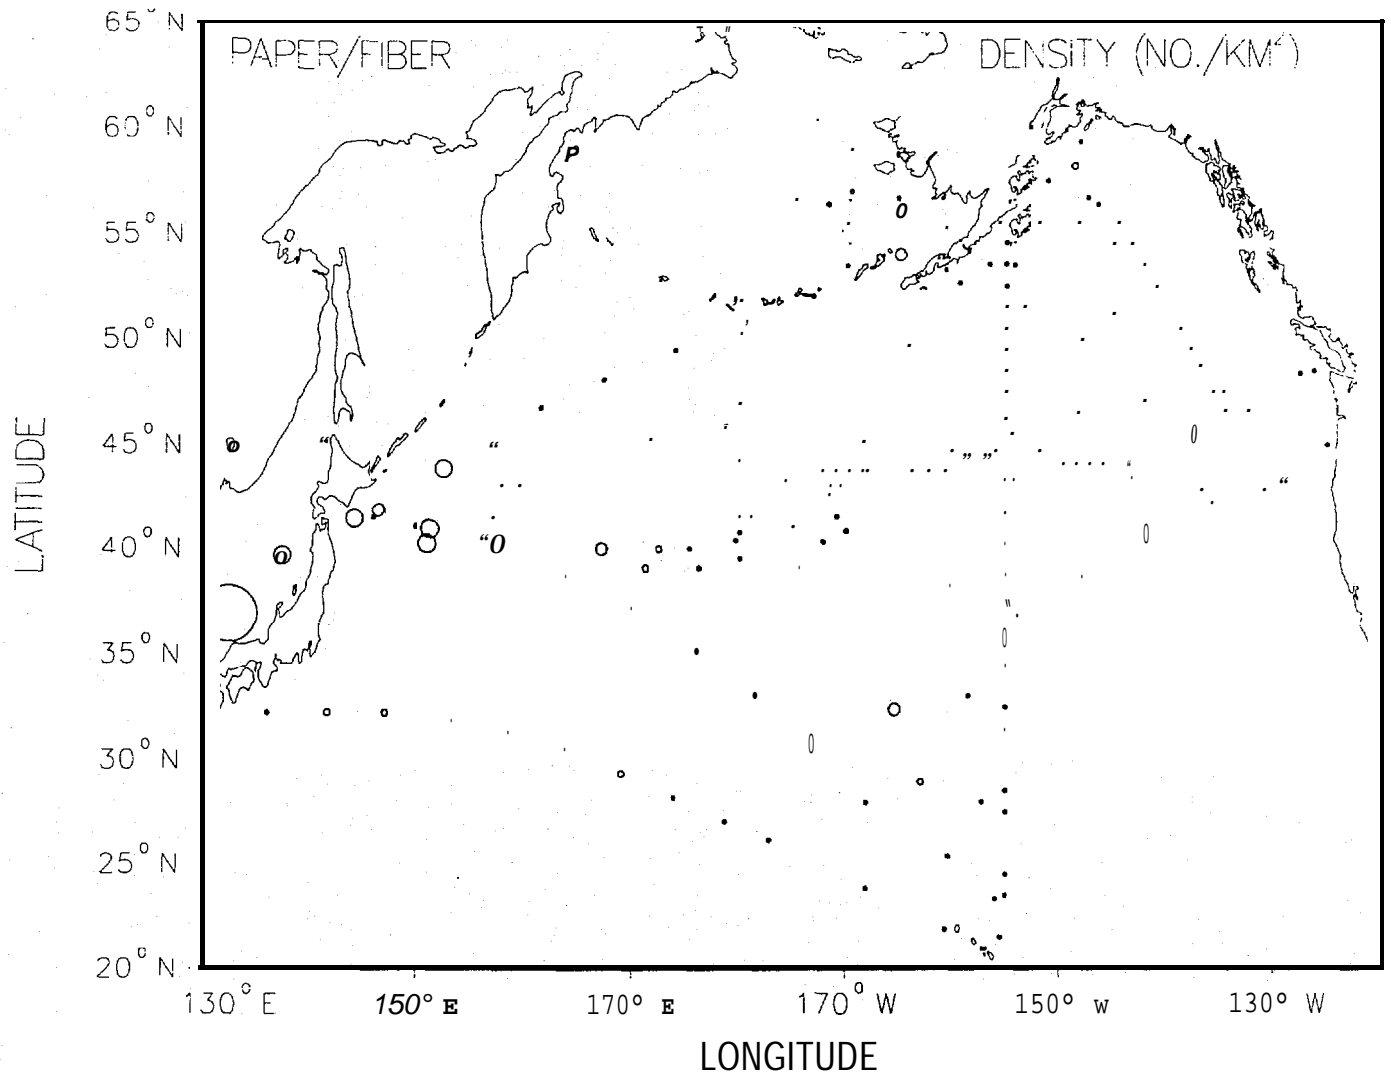 PAPER/FIBER DENSITY (NO./KM²)
65° N
60° N
P
55° N
50° N
45° N
40° N
35° N
30° N
25° N
20° N
LATITUDE
130° E 150° E 170° E 170° W 150° W 130° W
LONGITUDE